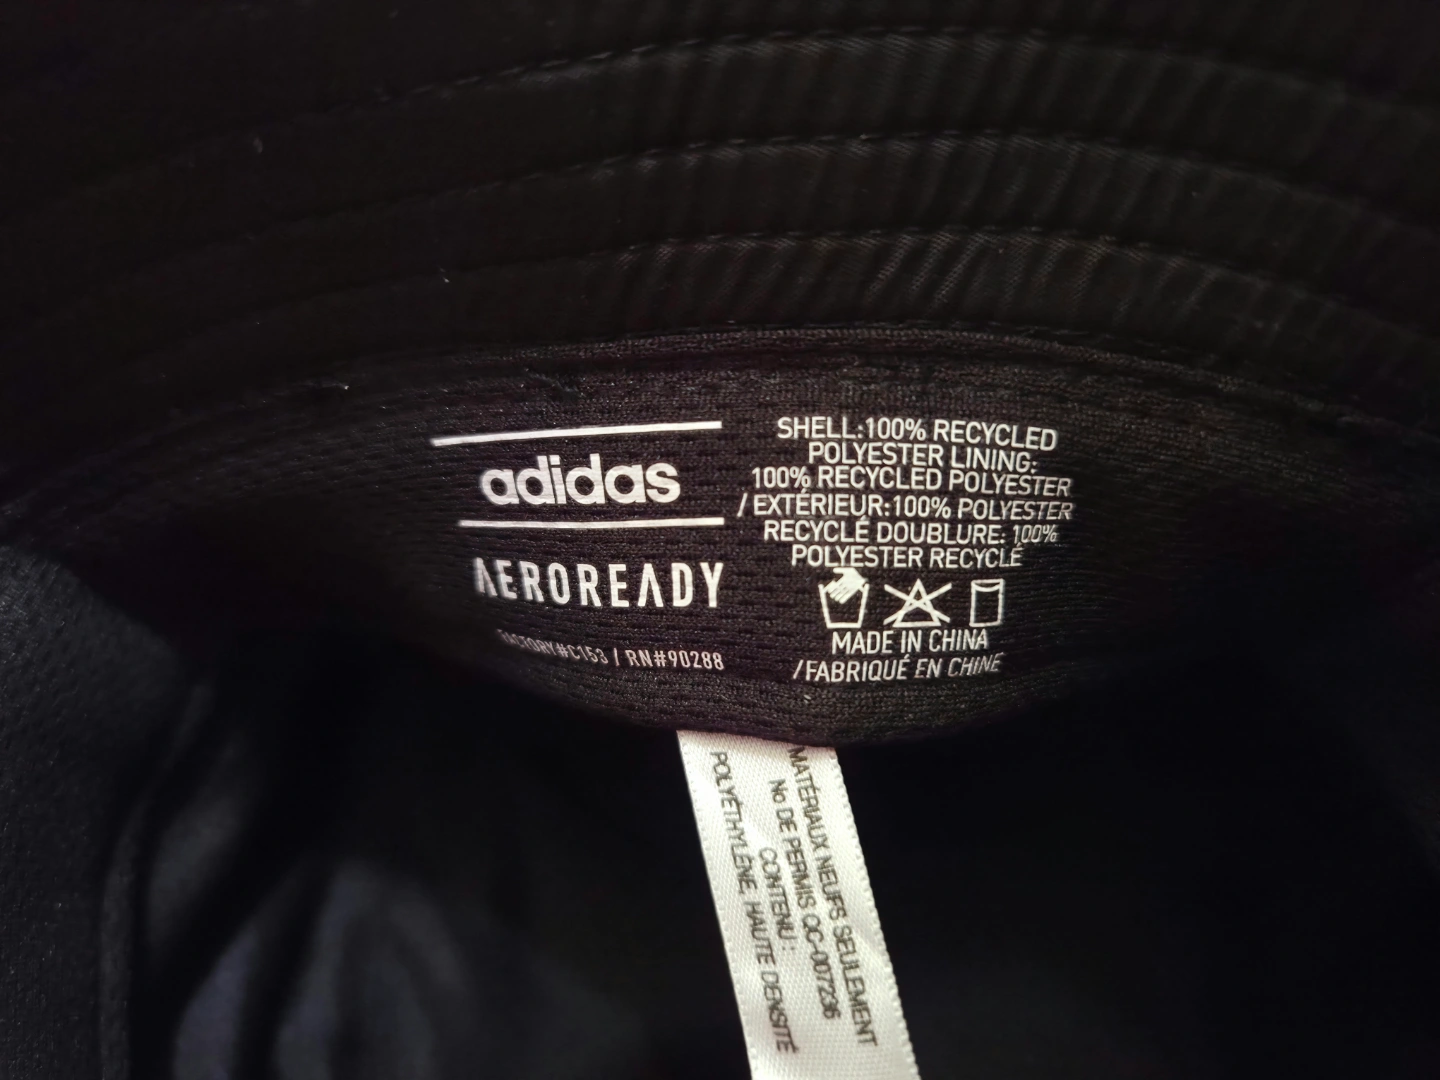 adidas
AEROREADY
FACTORY#C153 / RN#90288
SHELL:100% RECYCLED
POLYESTER LINING:
100% RECYCLED POLYESTER
/ EXTÉRIEUR:100% POLYESTER
RECYCLÉ DOUBLURE: 100%
POLYESTER RECYCLÉ
MADE IN CHINA
/FABRIQUÉ EN CHINE
MATÉRIAUX NEUFS SEULEMENT
No DE PERMIS QC-007236
CONTENU :
POLYÉTHYLÈNE, HAUTE DENSITÉ